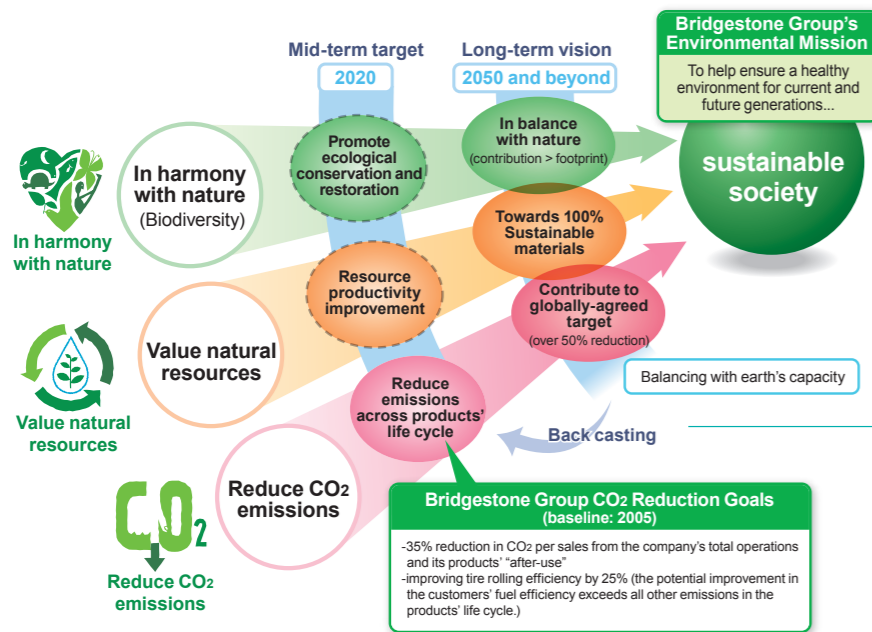 Mid-term target
2020
Long-term vision
2050 and beyond
Bridgestone Group's
Environmental Mission
To help ensure a healthy
environment for current and
future generations...
sustainable
society
In harmony
with nature
In harmony
with nature
(Biodiversity)
Promote
ecological
conservation and
restoration
In balance
with nature
(contribution > footprint)
Value natural
resources
Value natural
resources
Resource
productivity
improvement
Towards 100%
Sustainable
materials
CO2
Reduce CO2
emissions
Reduce CO2
emissions
Reduce
emissions
across products'
life cycle
Contribute to
globally-agreed
target
(over 50% reduction)
Balancing with earth's capacity
Back casting
Bridgestone Group CO2 Reduction Goals
(baseline: 2005)
-35% reduction in CO2 per sales from the company's total operations
and its products' “after-use”
-improving tire rolling efficiency by 25% (the potential improvement in
the customers' fuel efficiency exceeds all other emissions in the
products' life cycle.)